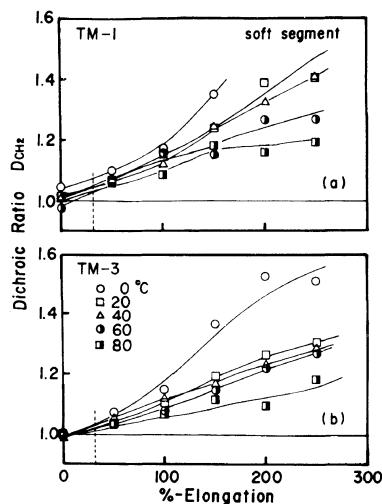 TM-1 soft segment
1.6
1.4
1.2
1.0
(a)
Dichroic Ratio DCH2
TM-3
0 °C
20
40
60
80
1.6
1.4
1.2
1.0
(b)
0 100 200 300
%-Elongation